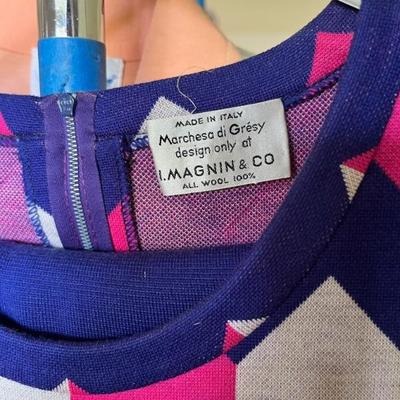 MADE IN ITALY
Marchesa di Grésy
design only at
I. MAGNIN & CO
ALL WOOL 100%